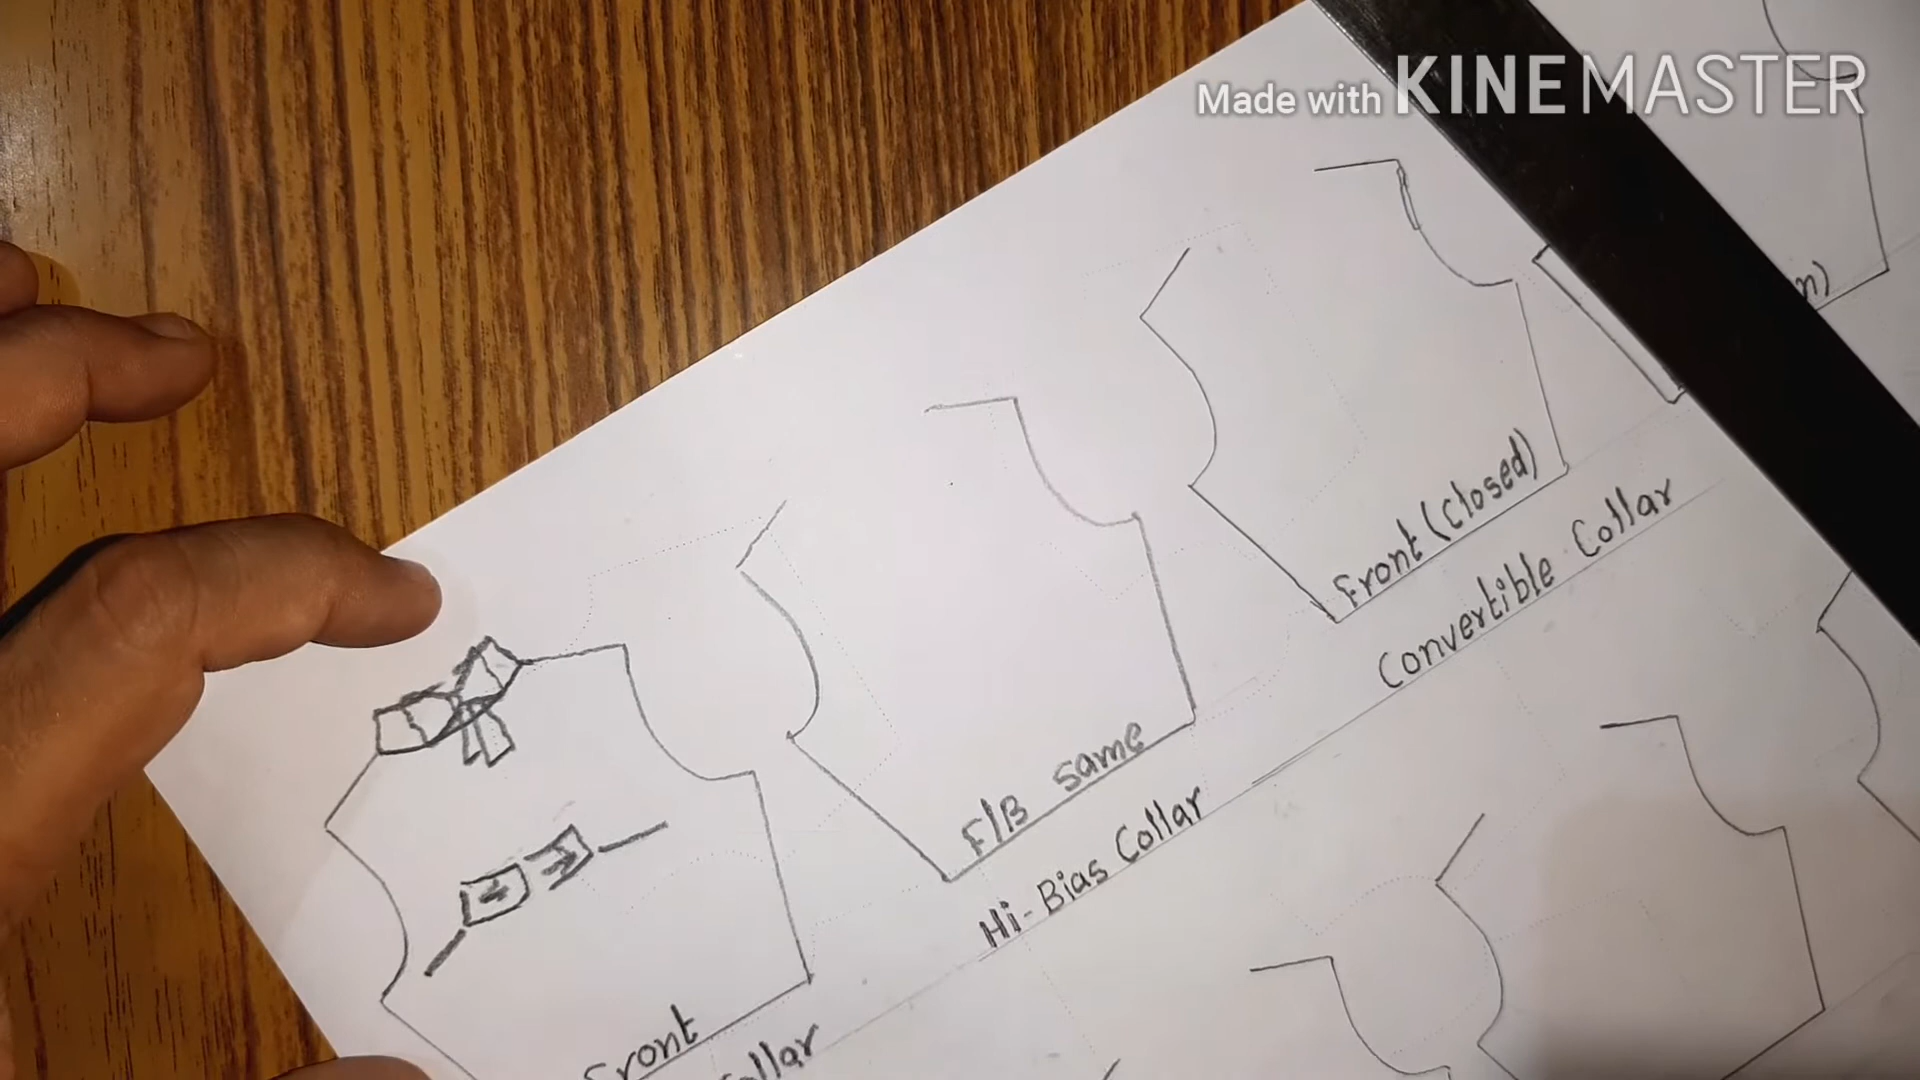 Made with KINEMASTER
Front (Closed)
Convertible Collar
F/B same
Hi-Bias Collar
Front